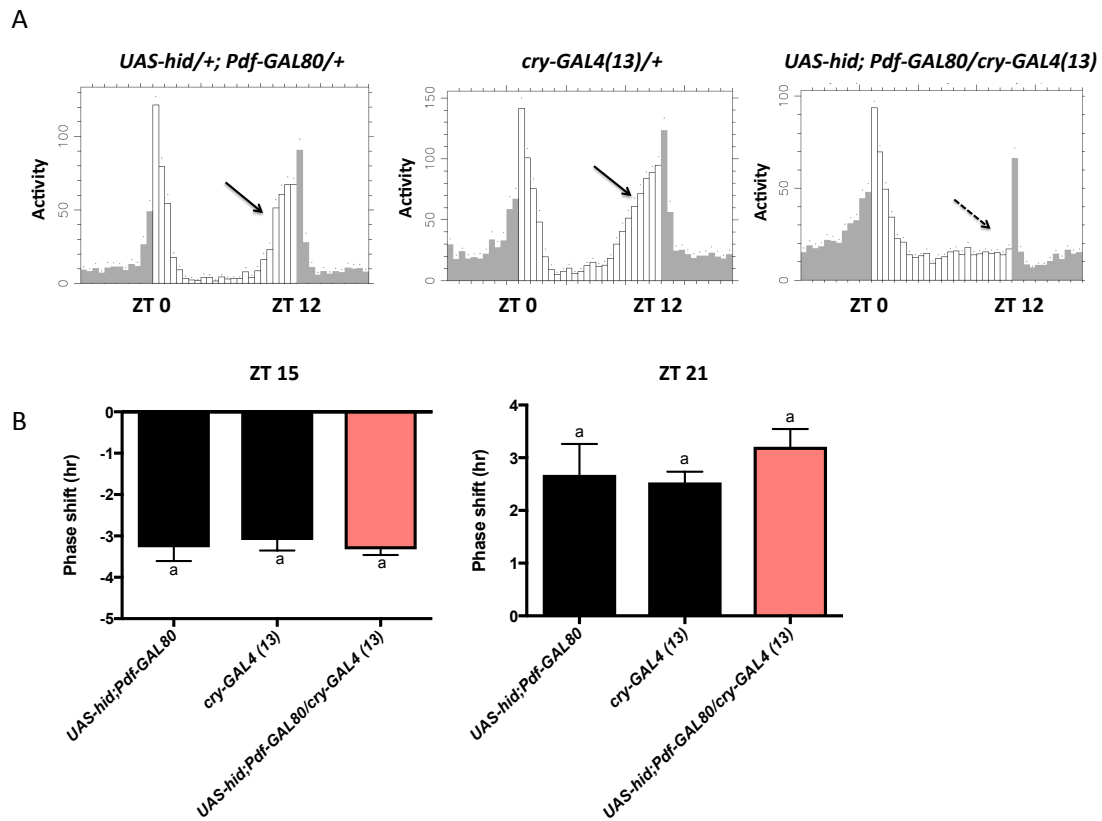 A
UAS-hid/+; Pdf-GAL80/+
cry-GAL4(13)/+
UAS-hid; Pdf-GAL80/cry-GAL4(13)
Activity
0 50 100
ZT 0 ZT 12
Activity
0 50 100 150
ZT 0 ZT 12
Activity
0 50 100
ZT 0 ZT 12
B
ZT 15
Phase shift (hr)
0
-1
-2
-3
-4
-5
a a a
UAS-hid;Pdf-GAL80
cry-GAL4 (13)
UAS-hid;Pdf-GAL80/cry-GAL4 (13)
ZT 21
Phase shift (hr)
4
3
2
1
0
a a a
UAS-hid;Pdf-GAL80
cry-GAL4 (13)
UAS-hid;Pdf-GAL80/cry-GAL4 (13)